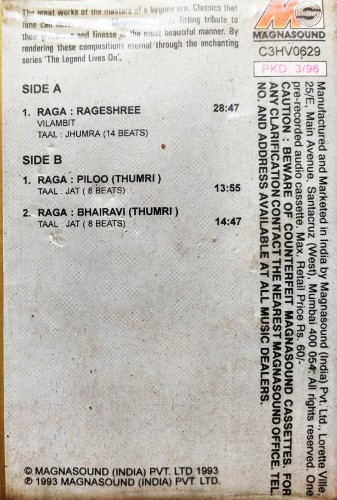 The great works of the masters of a bygone era. Classics that
time can
is fitting tribute to
their and finesse in the most beautiful manner. By
rendering these compositions eternal through the enchanting
series 'The Legend Lives On'.
MAGNASOUND
C3HV0629
PKD. 3/96
SIDE A
1. RAGA : RAGESHREE 28:47
VILAMBIT
TAAL : JHUMRA (14 BEATS)
SIDE B
1. RAGA : PILOO (THUMRI)
TAAL : JAT ( 8 BEATS) 13:55
2. RAGA : BHAIRAVI (THUMRI )
TAAL : JAT ( 8 BEATS) 14:47
© MAGNASOUND (INDIA) PVT. LTD 1993
℗ 1993 MAGNASOUND (INDIA) PVT. LTD.
Manufactured and Marketed in India by Magnasound (India) Pvt. Ltd., Lorette Ville,
25/E, Main Avenue, Santacruz (West), Mumbai 400 054. All rights reserved. One
pre-recorded audio cassette. Max. Retail Price Rs. 60/-
CAUTION : BEWARE OF COUNTERFEIT MAGNASOUND CASSETTES. FOR
ANY CLARIFICATION CONTACT THE NEAREST MAGNASOUND OFFICE. TEL.
NO. AND ADDRESS AVAILABLE AT ALL MUSIC DEALERS.